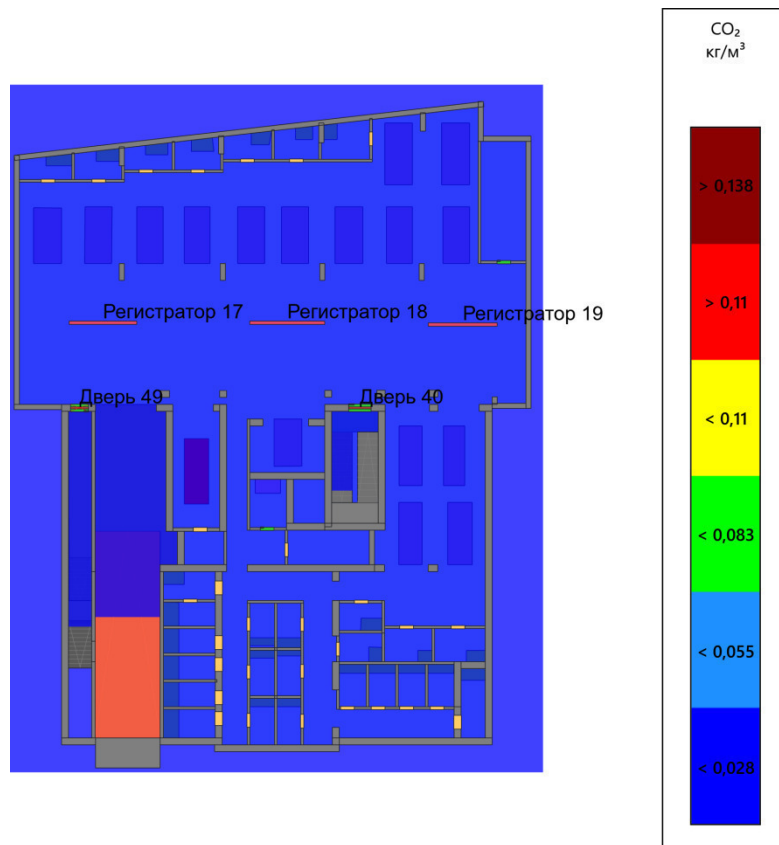 CO₂
кг/м³
> 0,138
> 0,11
< 0,11
< 0,083
< 0,055
< 0,028
Регистратор 17
Регистратор 18
Регистратор 19
Дверь 49
Дверь 40